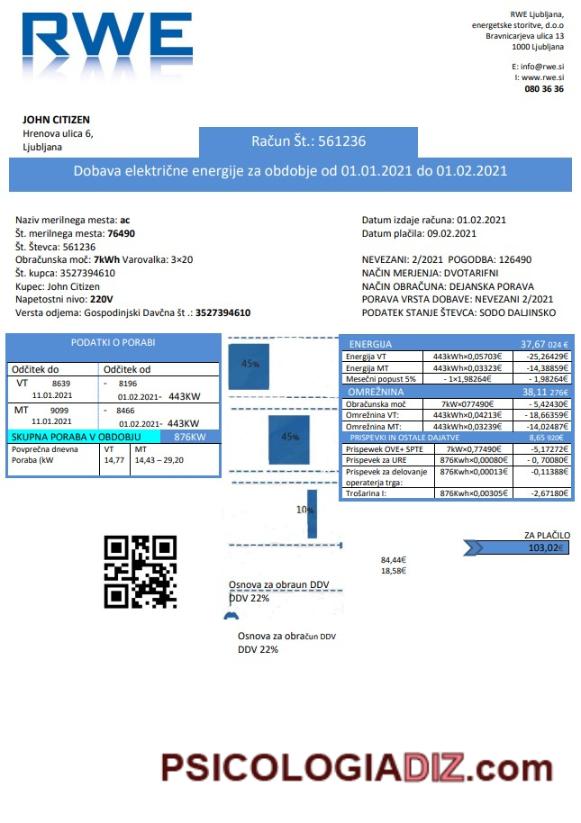 RWE
RWE Ljubljana,
energetske storitve, d.o.o
Bravnicarjeva ulica 13
1000 Ljubljana
E: info@rwe.si
I: www.rwe.si
080 36 36
JOHN CITIZEN
Hrenova ulica 6,
Ljubljana
Račun Št.: 561236
Dobava električne energije za obdobje od 01.01.2021 do 01.02.2021
Naziv merilnega mesta: ac
Št. merilnega mesta: 76490
Št. Števca: 561236
Obračunska moč: 7kWh Varovalka: 3×20
Št. kupca: 3527394610
Kupec: John Citizen
Napetostni nivo: 220V
Versta odjema: Gospodinjski Davčna št .: 3527394610
Datum izdaje računa: 01.02.2021
Datum plačila: 09.02.2021
NEVEZANI: 2/2021 POGODBA: 126490
NAČIN MERJENJA: DVOTARIFNI
NAČIN OBRAČUNA: DEJANSKA PORAVA
PORAVA VRSTA DOBAVE: NEVEZANI 2/2021
PODATEK STANJE ŠTEVCA: SODO DALJINSKO
PODATKI O PORABI
Odčitek do Odčitek od
VT 8639 - 8196
11.01.2021 01.02.2021- 443KW
MT 9099 - 8466
11.01.2021 01.02.2021- 443KW
SKUPNA PORABA V OBDOBJU 876KW
Povprečna dnevna VT MT
Poraba (kW 14,77 14,43 – 29,20
45%
45%
10%
ENERGIJA 37,67 024 €
Energija VT 443kWh×0,05703€ -25,26429€
Energija MT 443kWh×0,03323€ -14,38859€
Mesečni popust 5% - 1×1,98264€ - 1,98264€
OMREŽNINA 38,11 276€
Obračunska moč 7kW×077490€ - 5,42430€
Omrežnina VT: 443kWh×0,04213€ - 18,66359€
Omrežnina MT: 443kWh×0,03239€ -14,02487€
PRISPEVKI IN OSTALE DAJATVE 8,65 920€
Prispewek OVE+ SPTE 7kW×0,77490€ -5,17272€
Prispevek za URE 876Kwh×0,00080€ - 0,70080€
Prispevek za delovanje 876Kwh×0,00013€ -0,11388€
operaterja trga:
Trošarina I: 876Kwh×0,00305€ -2,67180€
ZA PLAČILO
103,02€
84,44€
18,58€
Osnova za obraun DDV
DDV 22%
Osnova za obračun DDV
DDV 22%
PSICOLOGIADIZ.com